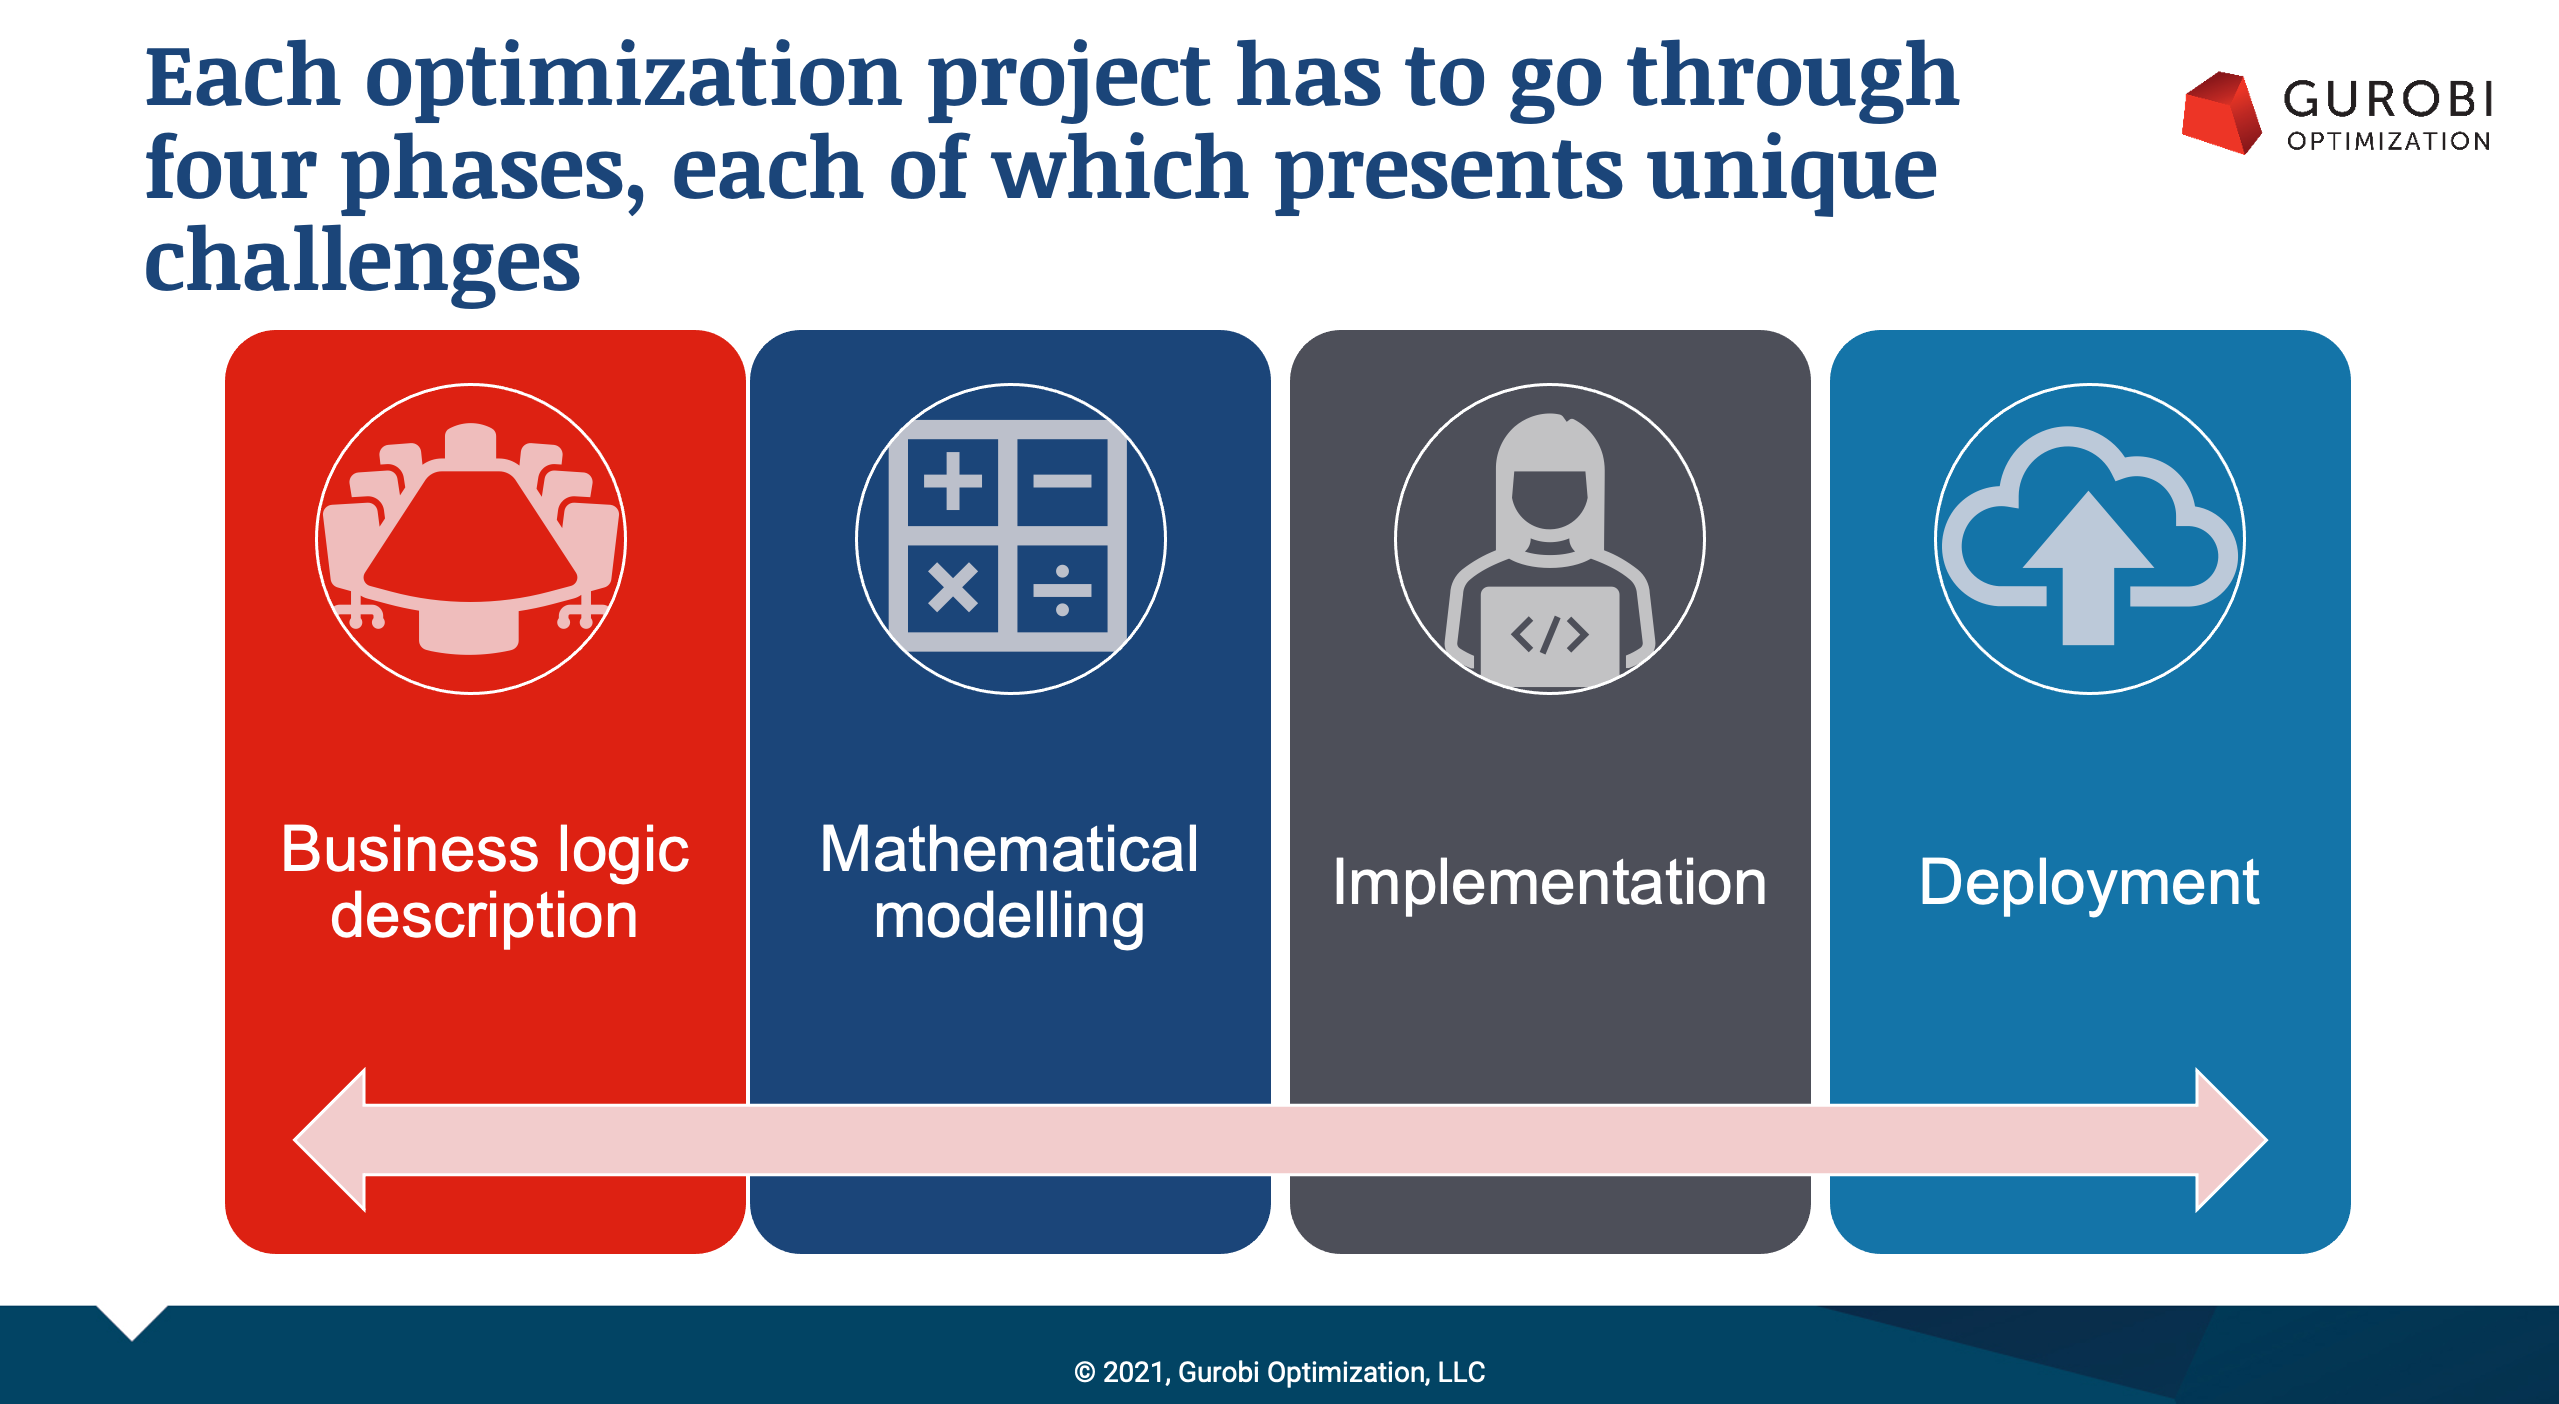 Each optimization project has to go through
four phases, each of which presents unique
challenges
GUROBI
OPTIMIZATION
Business logic
description
Mathematical
modelling
Implementation
Deployment
</>
© 2021, Gurobi Optimization, LLC